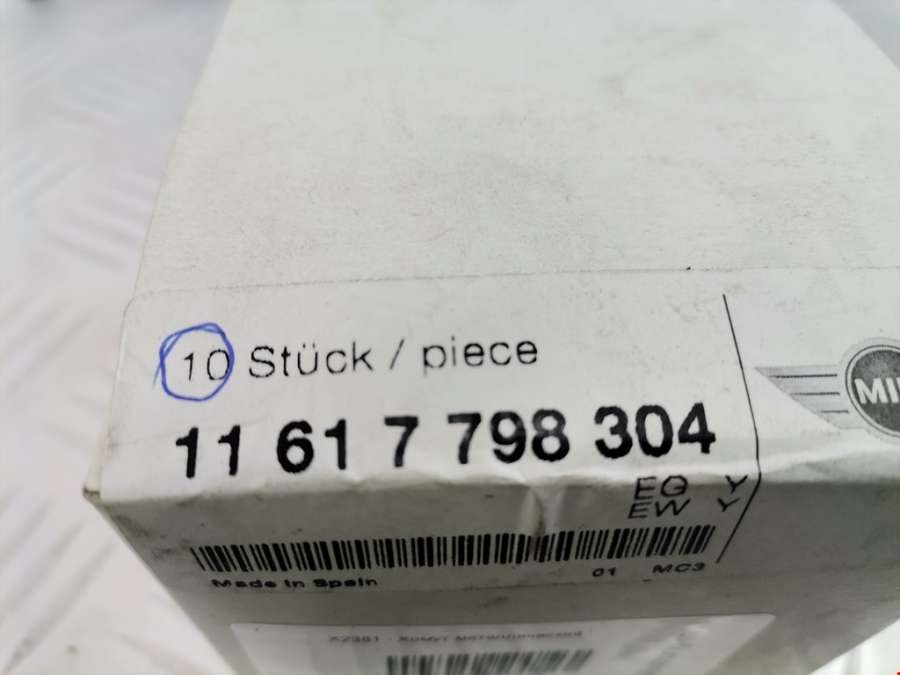 10 Stück / piece
11 61 7 798 304
EG Y
EW Y
Made in Spain 01 MC3